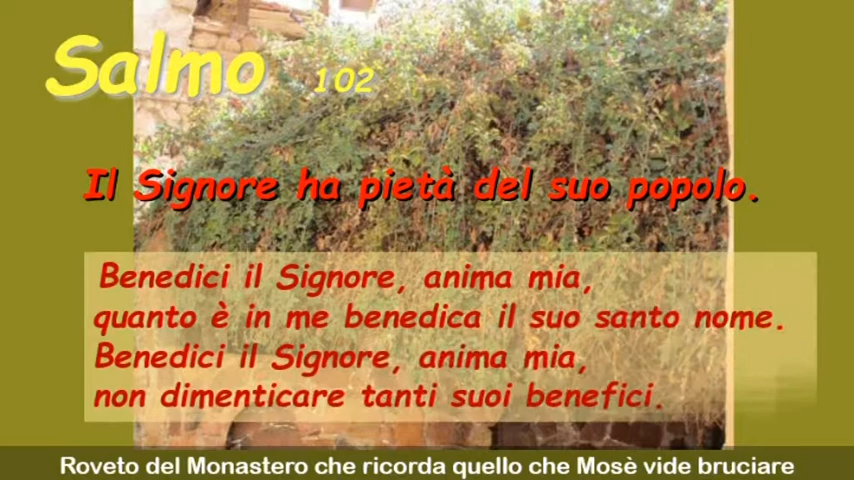 Salmo 102
Il Signore ha pietà del suo popolo.
Benedici il Signore, anima mia,
quanto è in me benedica il suo santo nome.
Benedici il Signore, anima mia,
non dimenticare tanti suoi benefici.
Roveto del Monastero che ricorda quello che Mosè vide bruciare